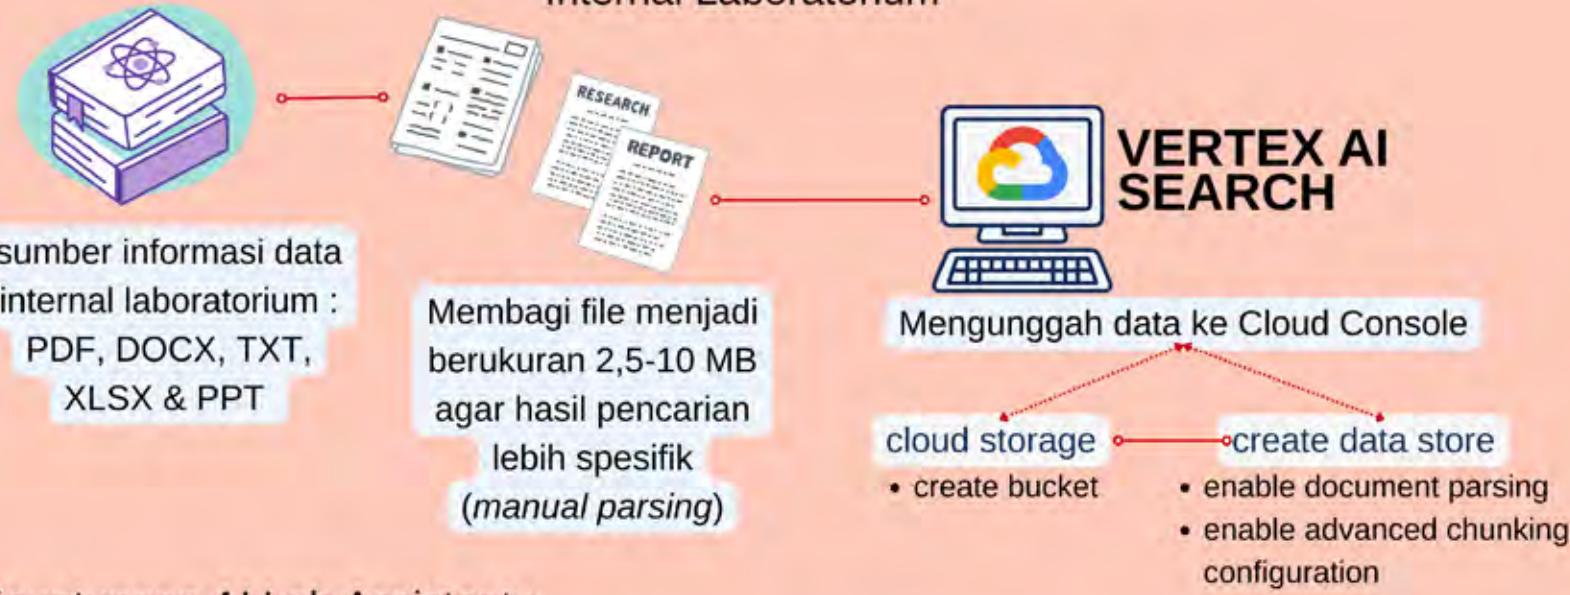 Internal Laboratorium
RESEARCH
REPORT
VERTEX AI
SEARCH
sumber informasi data
internal laboratorium :
PDF, DOCX, TXT,
XLSX & PPT
Membagi file menjadi
berukuran 2,5-10 MB
agar hasil pencarian
lebih spesifik
(manual parsing)
Mengunggah data ke Cloud Console
cloud storage
• create bucket
create data store
• enable document parsing
• enable advanced chunking
configuration